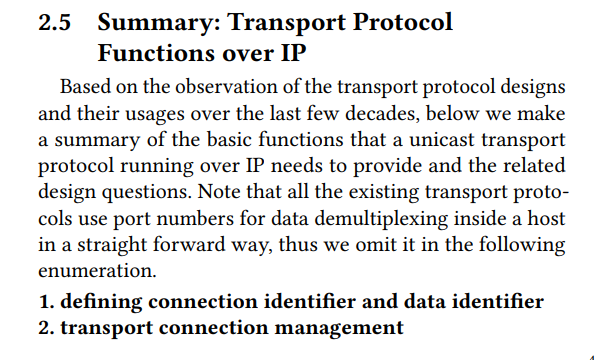 2.5 Summary: Transport Protocol
Functions over IP
Based on the observation of the transport protocol designs
and their usages over the last few decades, below we make
a summary of the basic functions that a unicast transport
protocol running over IP needs to provide and the related
design questions. Note that all the existing transport proto-
cols use port numbers for data demultiplexing inside a host
in a straight forward way, thus we omit it in the following
enumeration.
1. defining connection identifier and data identifier
2. transport connection management